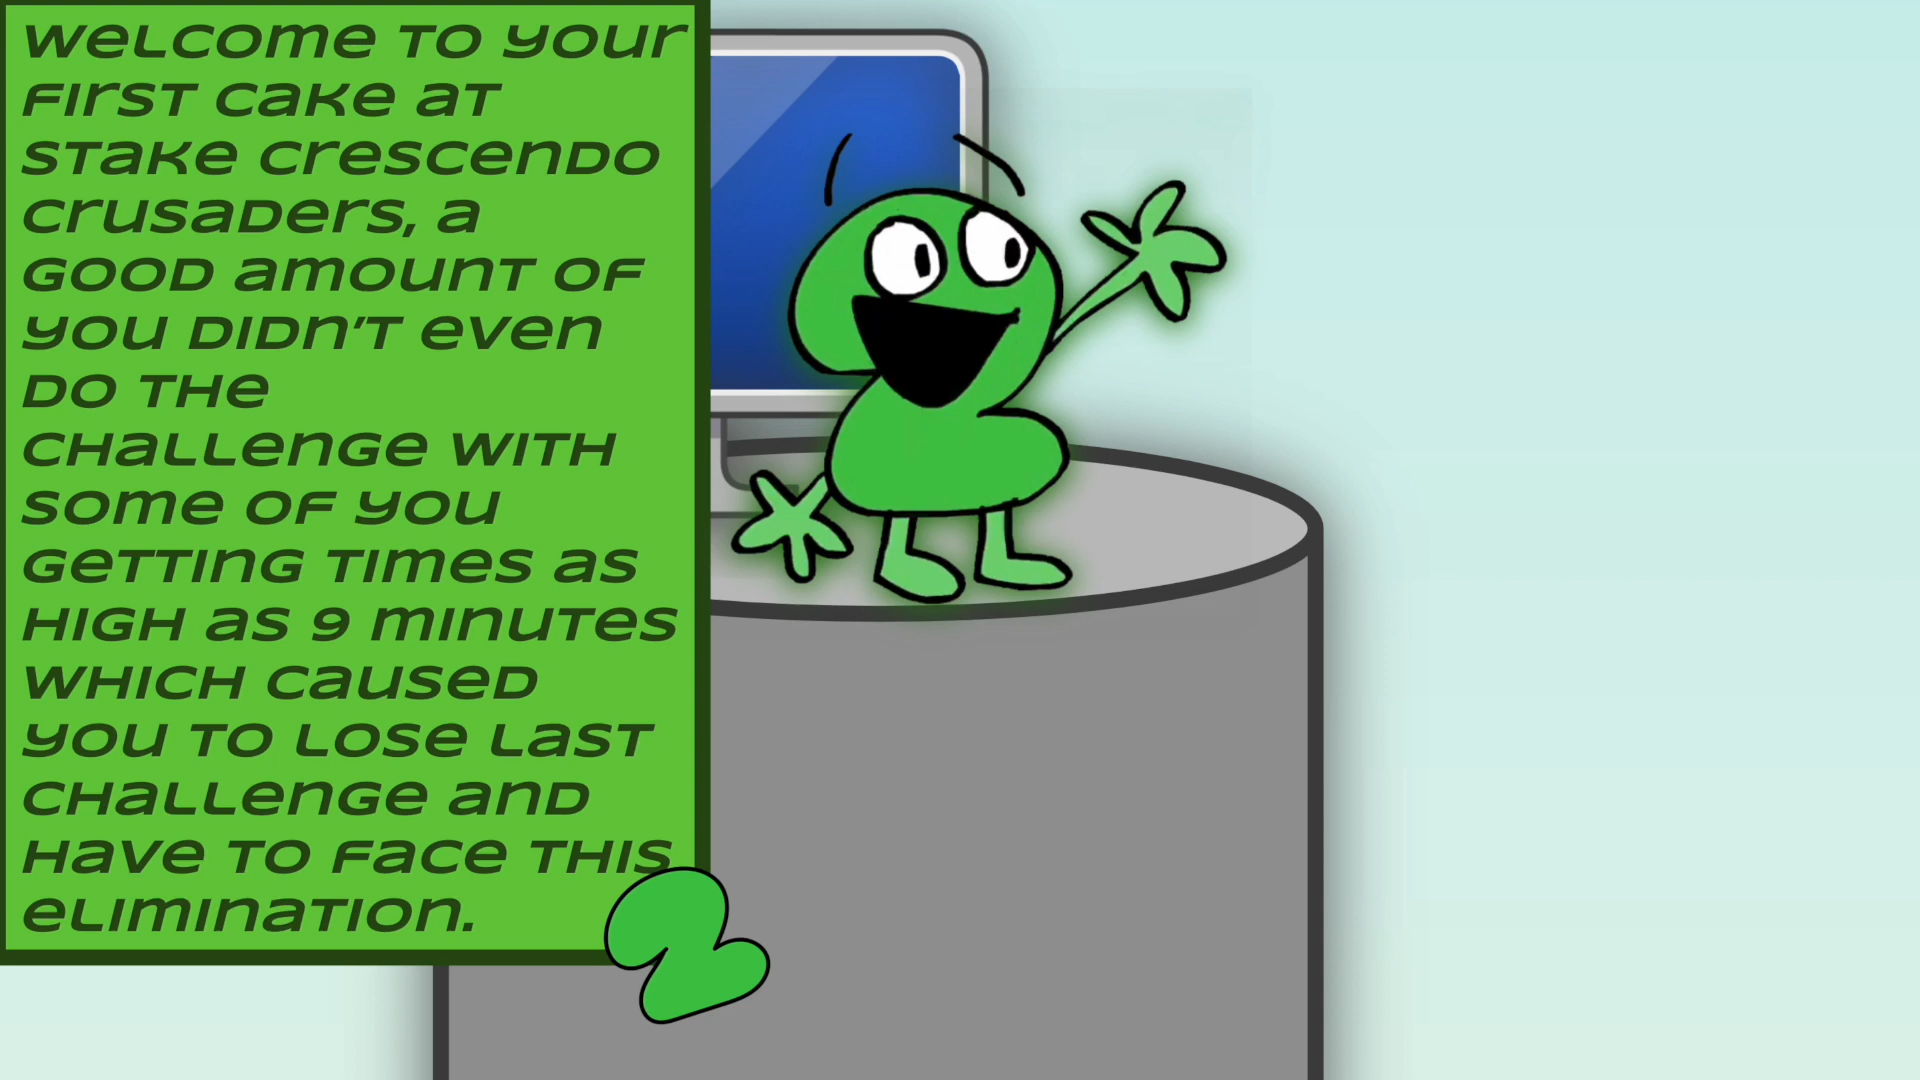 Welcome to your
first cake at
stake crescendo
crusaders, a
good amount of
you didn't even
do the
challenge with
some of you
getting times as
high as 9 minutes
which caused
you to lose last
challenge and
have to face this
elimination.